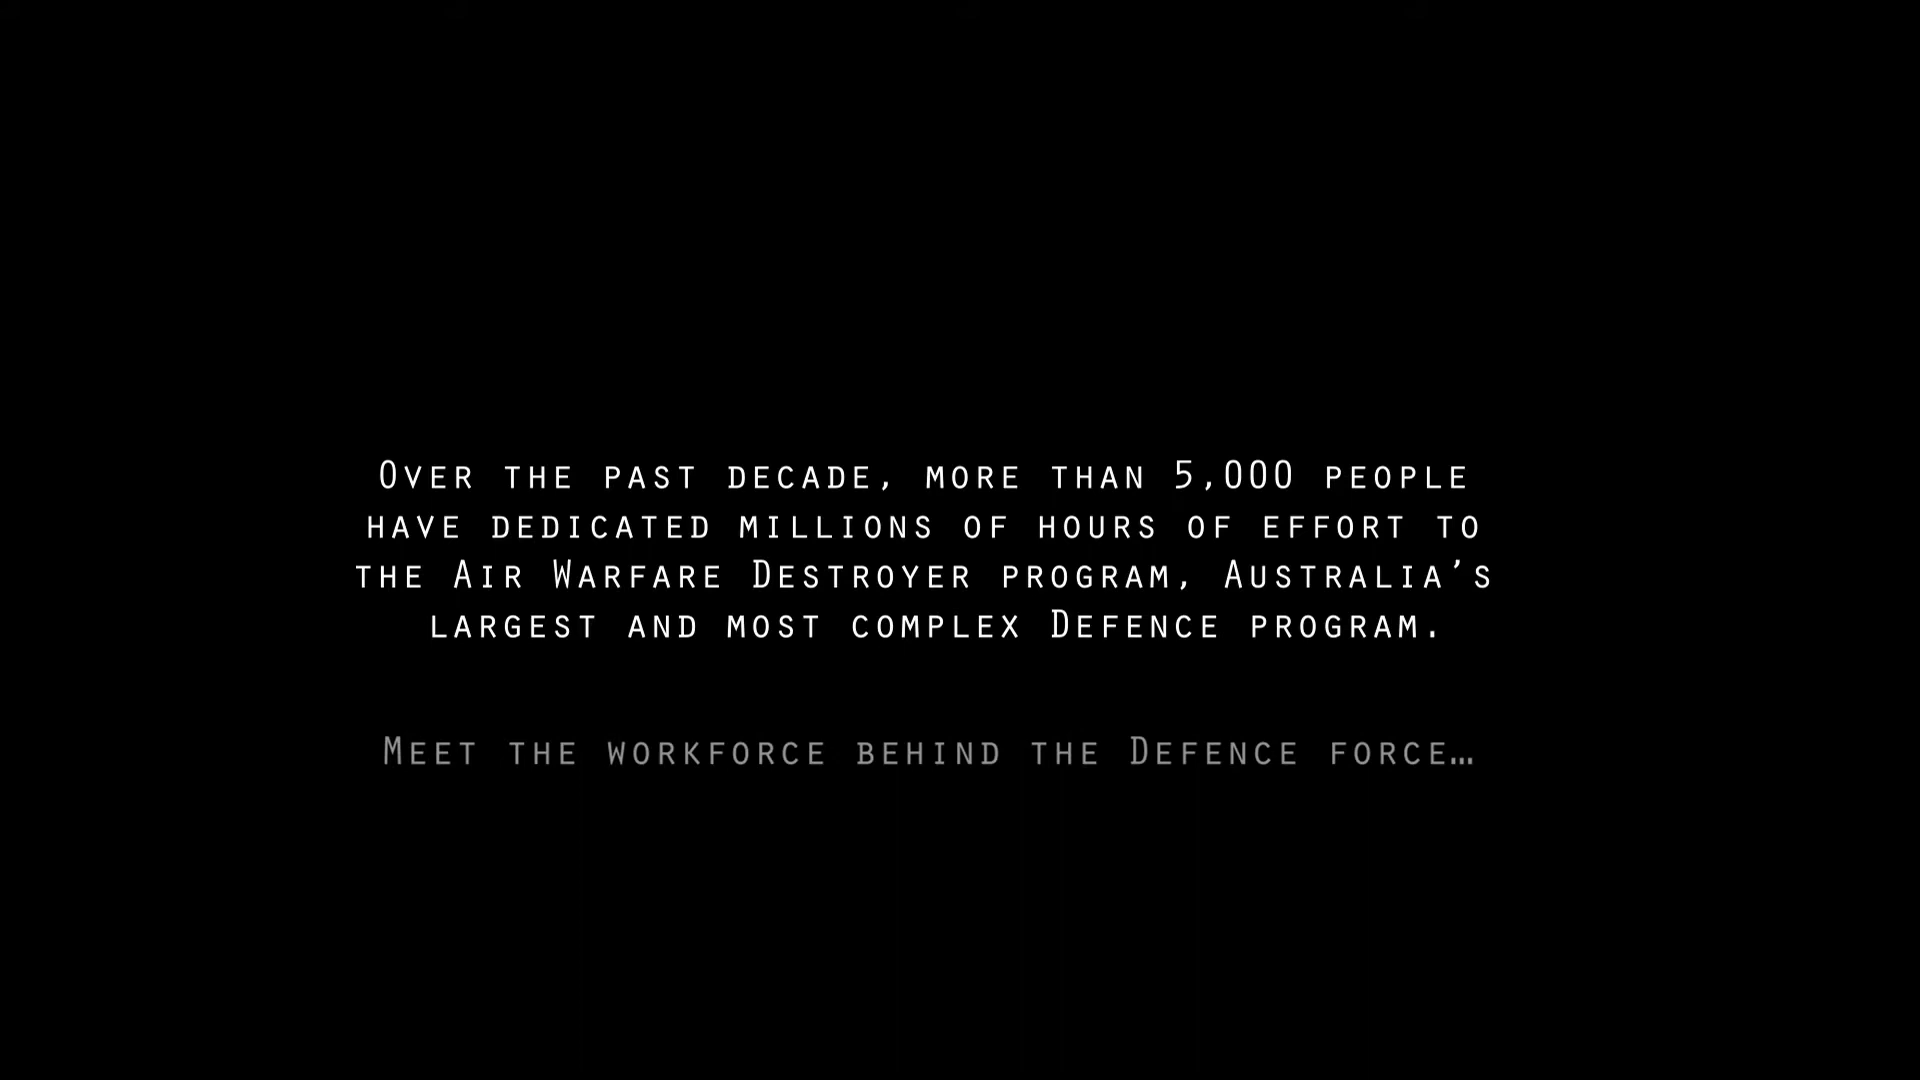 Over the past decade, more than 5,000 people
have dedicated millions of hours of effort to
the Air Warfare Destroyer program, Australia’s
largest and most complex Defence program.
Meet the workforce behind the Defence force…